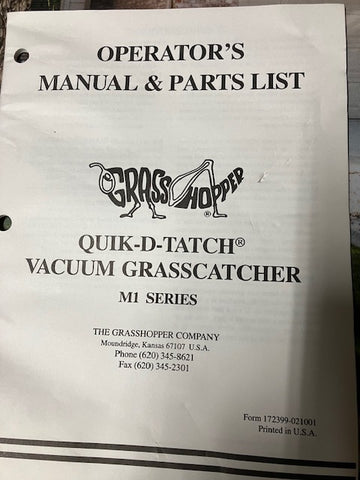 OPERATOR'S
MANUAL & PARTS LIST
GRASSHOPPER®
QUIK-D-TATCH®
VACUUM GRASSCATCHER
M1 SERIES
THE GRASSHOPPER COMPANY
Moundridge, Kansas 67107 U.S.A.
Phone (620) 345-8621
Fax (620) 345-2301
Form 172399-021001
Printed in U.S.A.